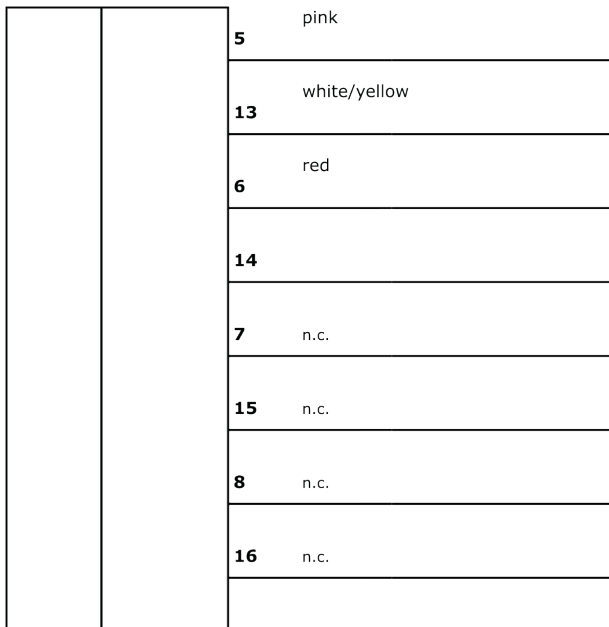 pink
5
white/yellow
13
red
6
14
7 n.c.
15 n.c.
8 n.c.
16 n.c.